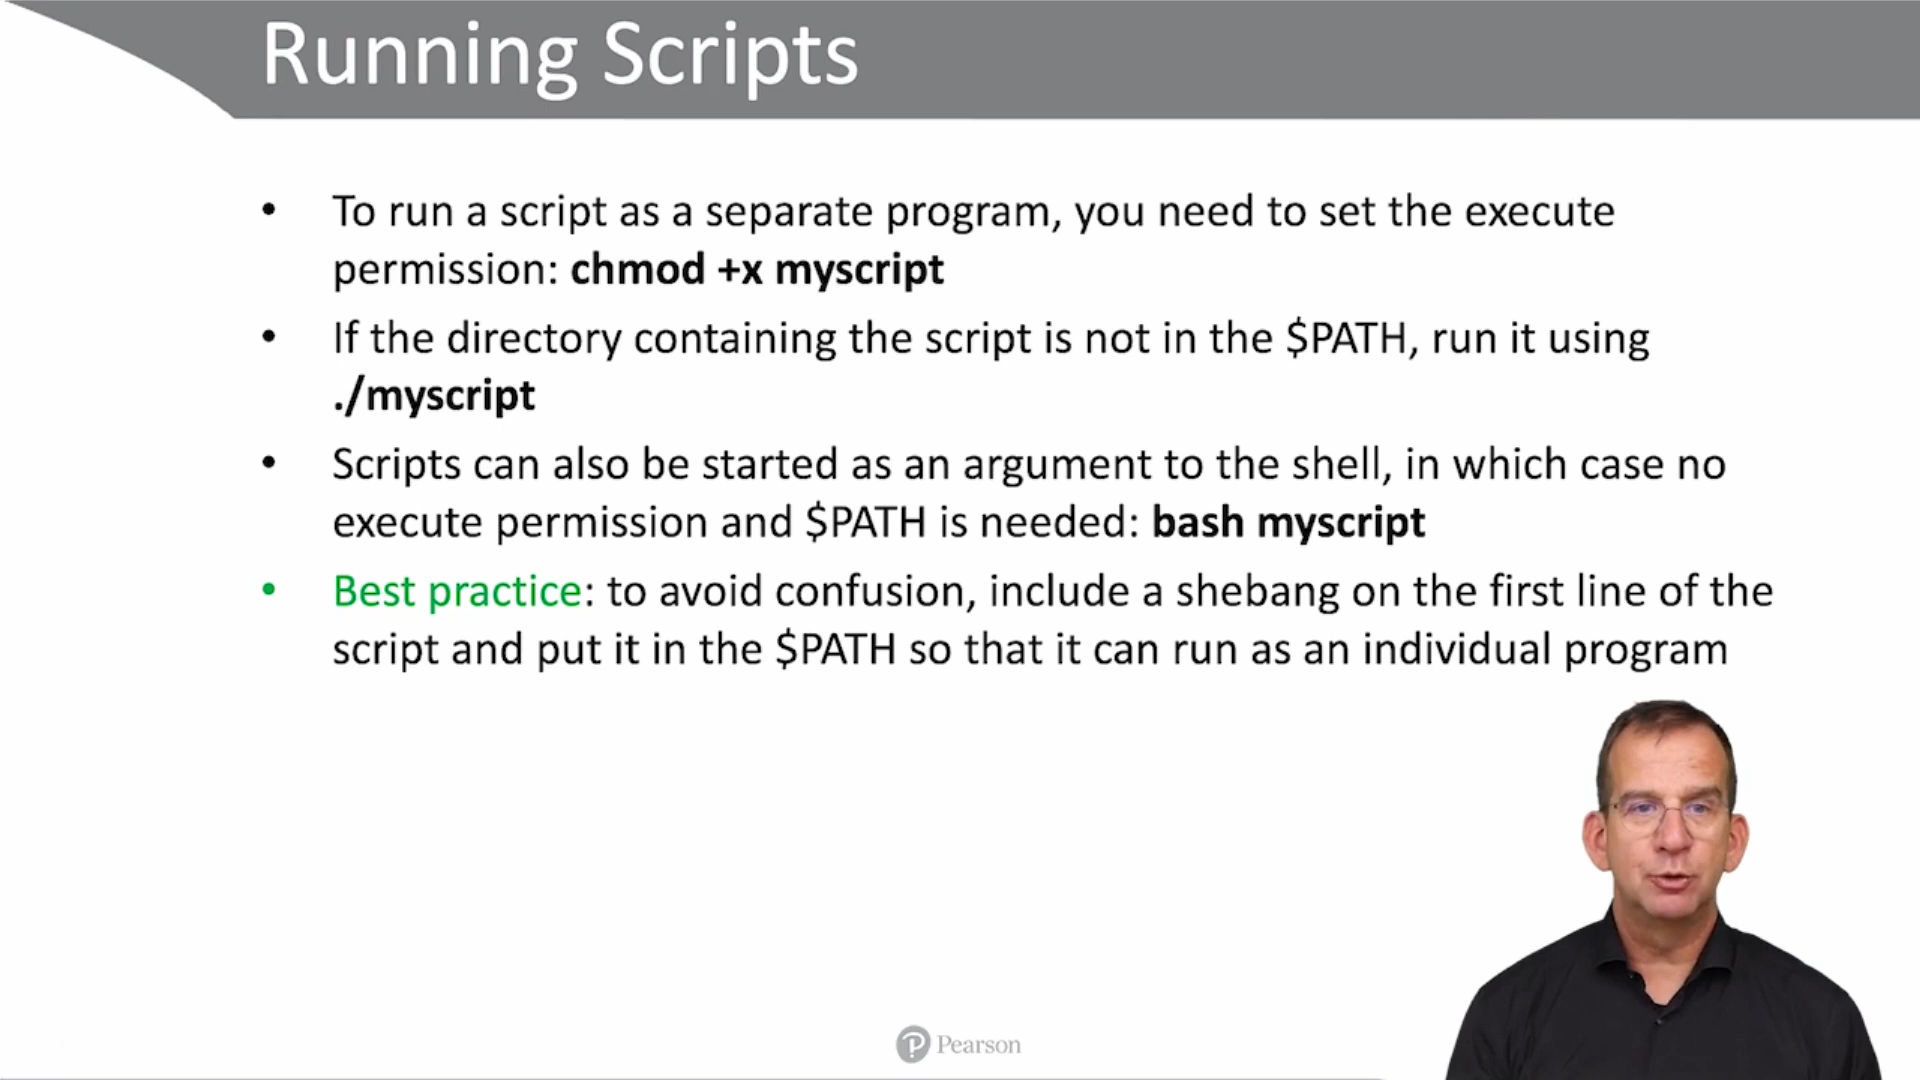 Running Scripts
• To run a script as a separate program, you need to set the execute
permission: chmod +x myscript
• If the directory containing the script is not in the $PATH, run it using
./myscript
• Scripts can also be started as an argument to the shell, in which case no
execute permission and $PATH is needed: bash myscript
• Best practice: to avoid confusion, include a shebang on the first line of the
script and put it in the $PATH so that it can run as an individual program
Pearson